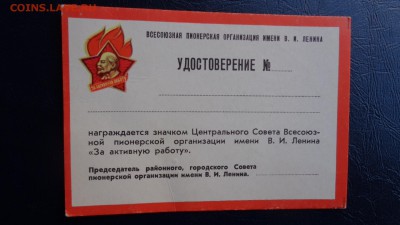 COINS.LAVE.RU
ВСЕСОЮЗНАЯ ПИОНЕРСКАЯ ОРГАНИЗАЦИЯ ИМЕНИ В. И. ЛЕНИНА
УДОСТОВЕРЕНИЕ №
награждается значком Центрального Совета Всесоюз-
ной пионерской организации имени В. И. Ленина
«За активную работу».
Председатель районного, городского Совета
пионерской организации имени В. И. Ленина.